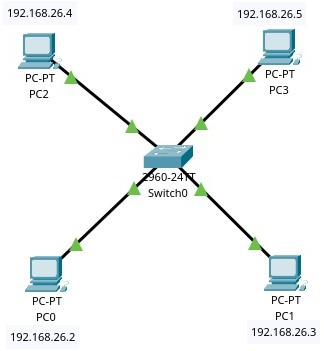 192.168.26.4
192.168.26.5
PC-PT
PC2
PC-PT
PC3
2960-24TT
Switch0
PC-PT
PC0
192.168.26.2
PC-PT
PC1
192.168.26.3